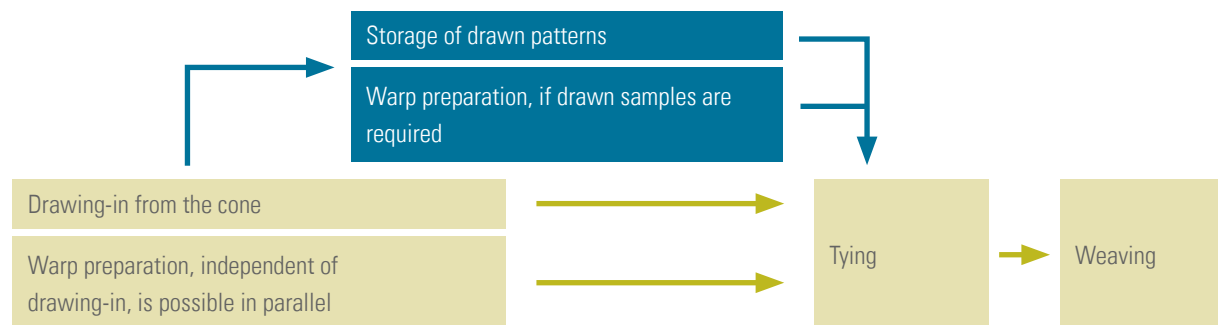 Storage of drawn patterns
Warp preparation, if drawn samples are
required
Drawing-in from the cone
Warp preparation, independent of
drawing-in, is possible in parallel
Tying
Weaving